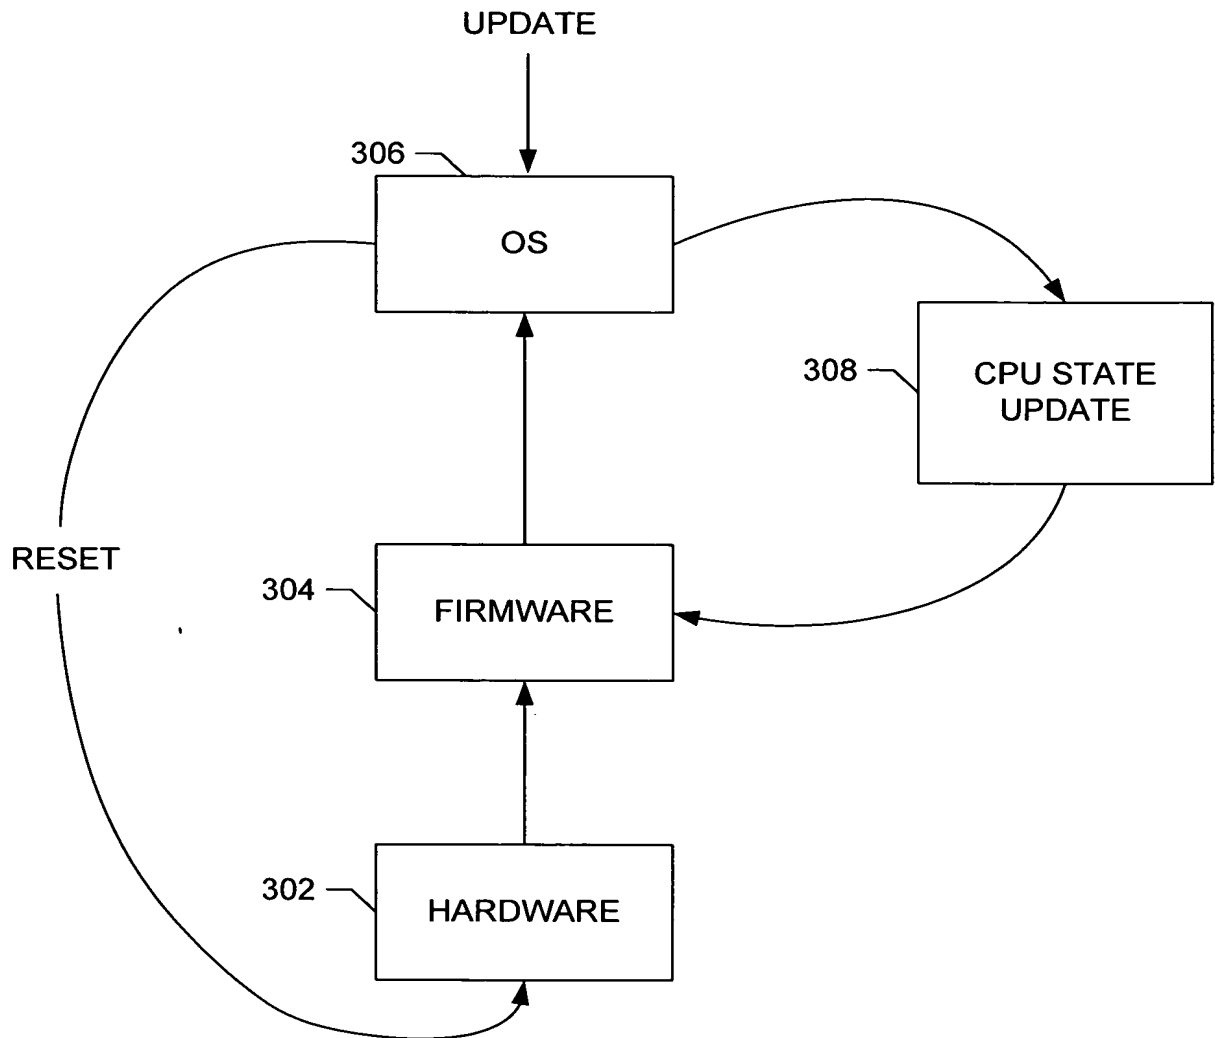 UPDATE
306
OS
308
CPU STATE
UPDATE
RESET
304
FIRMWARE
302
HARDWARE